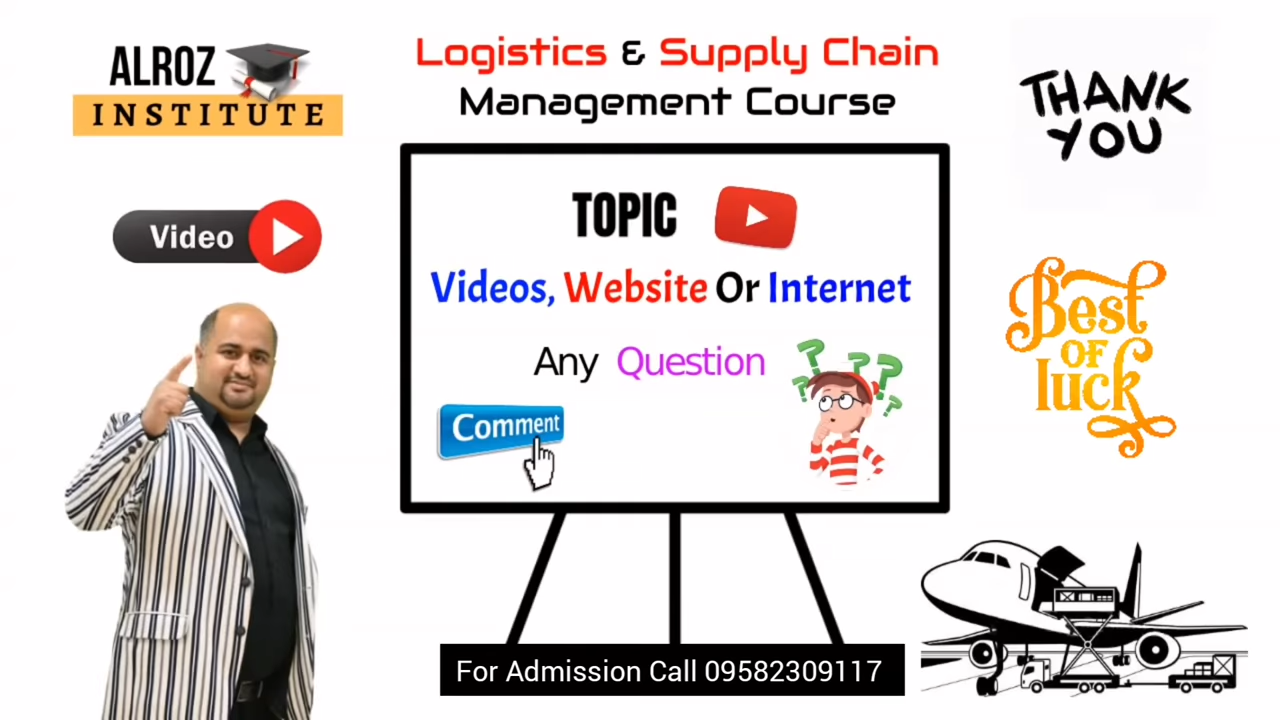 ALROZ
INSTITUTE
Logistics & Supply Chain
Management Course
THANK
YOU
Video
TOPIC
Videos, Website Or Internet
Any Question
Comment
Best
OF
luck
For Admission Call 09582309117